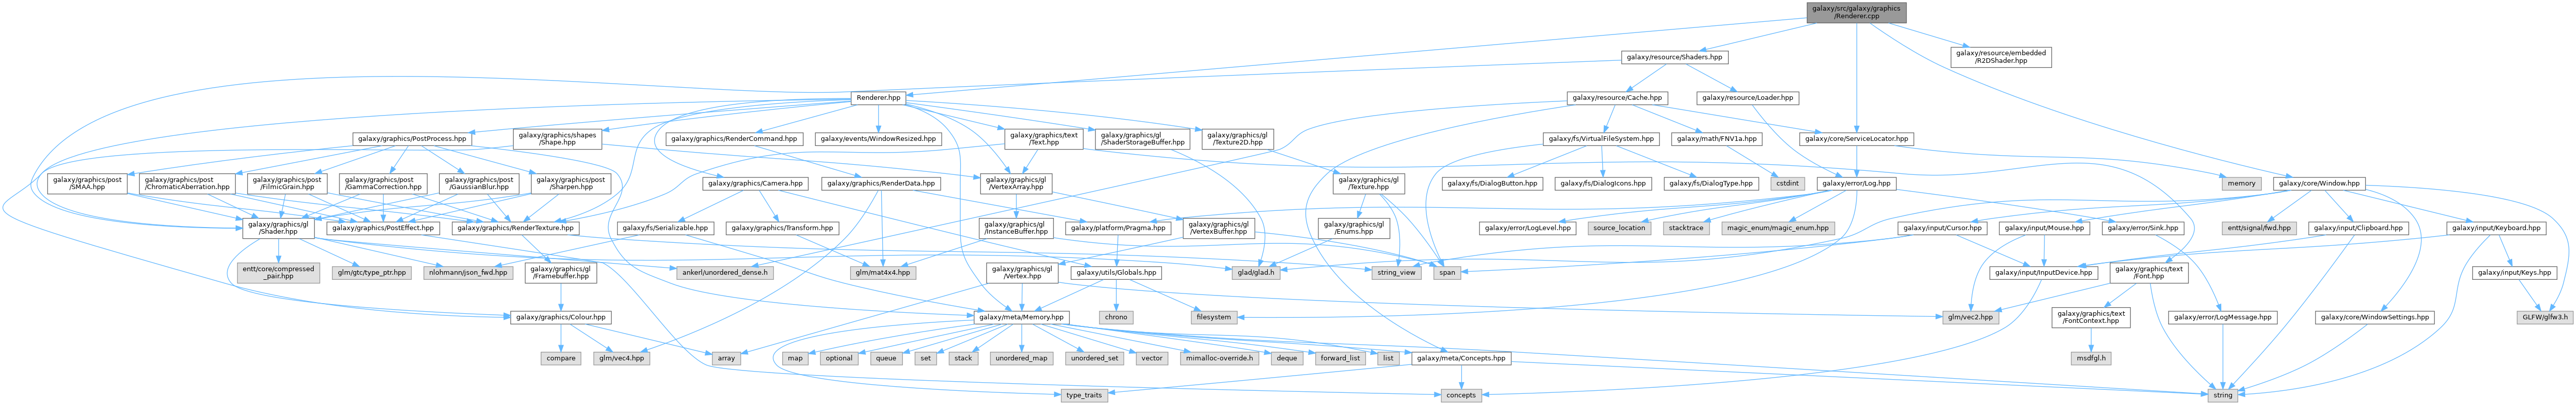 galaxy/src/galaxy/graphics
/Renderer.cpp
galaxy/resource/Shaders.hpp
galaxy/resource/embedded
/R2DShader.hpp
Renderer.hpp
galaxy/resource/Cache.hpp
galaxy/resource/Loader.hpp
galaxy/graphics/PostProcess.hpp
galaxy/graphics/shapes
/Shape.hpp
galaxy/graphics/RenderCommand.hpp
galaxy/events/WindowResized.hpp
galaxy/graphics/text
/Text.hpp
galaxy/graphics/gl
/ShaderStorageBuffer.hpp
galaxy/graphics/gl
/Texture2D.hpp
galaxy/fs/VirtualFileSystem.hpp
galaxy/math/FNV1a.hpp
galaxy/core/ServiceLocator.hpp
galaxy/graphics/post
/SMAA.hpp
galaxy/graphics/post
/ChromaticAberration.hpp
galaxy/graphics/post
/FilmicGrain.hpp
galaxy/graphics/post
/GammaCorrection.hpp
galaxy/graphics/post
/GaussianBlur.hpp
galaxy/graphics/post
/Sharpen.hpp
galaxy/graphics/Camera.hpp
galaxy/graphics/RenderData.hpp
galaxy/graphics/gl
/VertexArray.hpp
galaxy/graphics/gl
/Texture.hpp
galaxy/fs/DialogButton.hpp
galaxy/fs/DialogIcons.hpp
galaxy/fs/DialogType.hpp
cstdint
galaxy/error/Log.hpp
memory
galaxy/core/Window.hpp
galaxy/graphics/gl
/Shader.hpp
galaxy/graphics/PostEffect.hpp
galaxy/graphics/RenderTexture.hpp
galaxy/fs/Serializable.hpp
galaxy/graphics/Transform.hpp
galaxy/graphics/gl
/InstanceBuffer.hpp
galaxy/platform/Pragma.hpp
galaxy/graphics/gl
/VertexBuffer.hpp
galaxy/graphics/gl
/Enums.hpp
galaxy/error/LogLevel.hpp
source_location
stacktrace
magic_enum/magic_enum.hpp
galaxy/error/Sink.hpp
galaxy/input/Cursor.hpp
galaxy/input/Mouse.hpp
entt/signal/fwd.hpp
galaxy/input/Clipboard.hpp
galaxy/input/Keyboard.hpp
entt/core/compressed
_pair.hpp
glm/gtc/type_ptr.hpp
nlohmann/json_fwd.hpp
galaxy/graphics/gl
/Framebuffer.hpp
ankerl/unordered_dense.h
glm/mat4x4.hpp
galaxy/graphics/gl
/Vertex.hpp
galaxy/utils/Globals.hpp
glad/glad.h
string_view
span
galaxy/input/InputDevice.hpp
galaxy/graphics/text
/Font.hpp
galaxy/input/Keys.hpp
galaxy/graphics/Colour.hpp
galaxy/meta/Memory.hpp
chrono
filesystem
glm/vec2.hpp
galaxy/graphics/text
/FontContext.hpp
galaxy/error/LogMessage.hpp
galaxy/core/WindowSettings.hpp
GLFW/glfw3.h
compare
glm/vec4.hpp
array
map
optional
queue
set
stack
unordered_map
unordered_set
vector
mimalloc-override.h
deque
forward_list
list
galaxy/meta/Concepts.hpp
msdfgl.h
type_traits
concepts
string